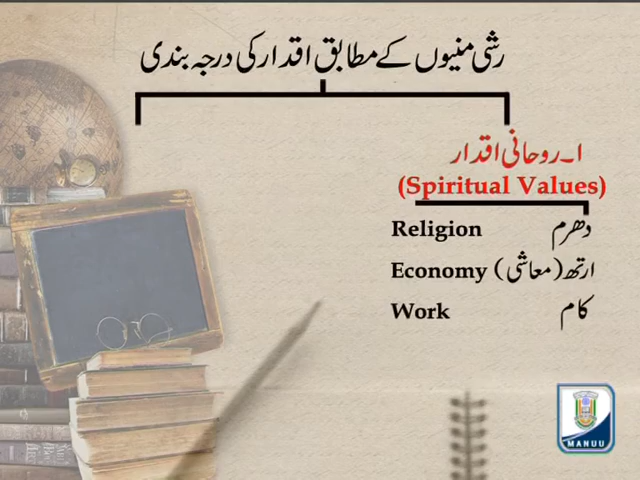 رشی منیوں کے مطابق اقدار کی درجہ بندی
۱۔روحانی اقدار
(Spiritual Values)
Religion دھرم
Economy ارتھ(معاشی)
Work کام
MANUU